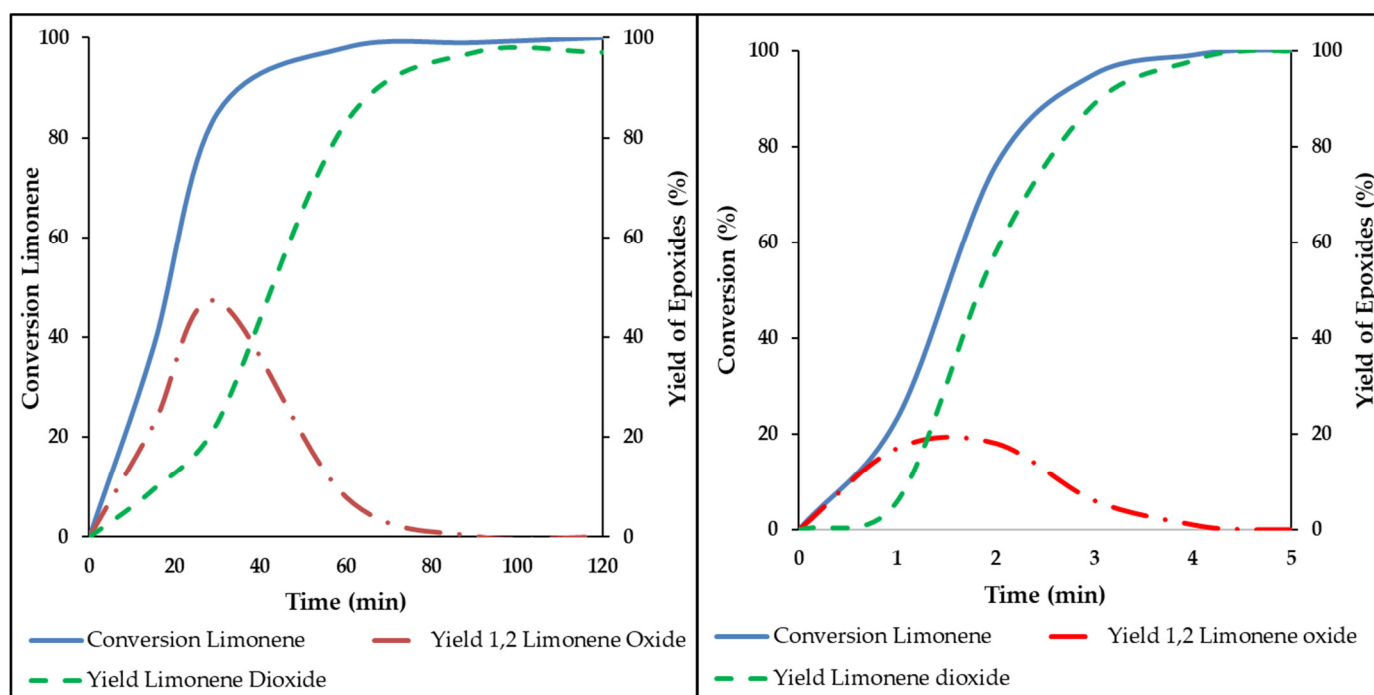 Conversion Limonene
100
80
60
40
20
0
0 20 40 60 80 100 120
Time (min)
100
80
60
40
20
0
Yield of Epoxides (%)
Conversion Limonene Yield 1,2 Limonene Oxide
Yield Limonene Dioxide
Conversion (%)
100
80
60
40
20
0
0 1 2 3 4 5
Time (min)
100
80
60
40
20
0
Yield of Epoxides (%)
Conversion Limonene Yield 1,2 Limonene oxide
Yield Limonene dioxide